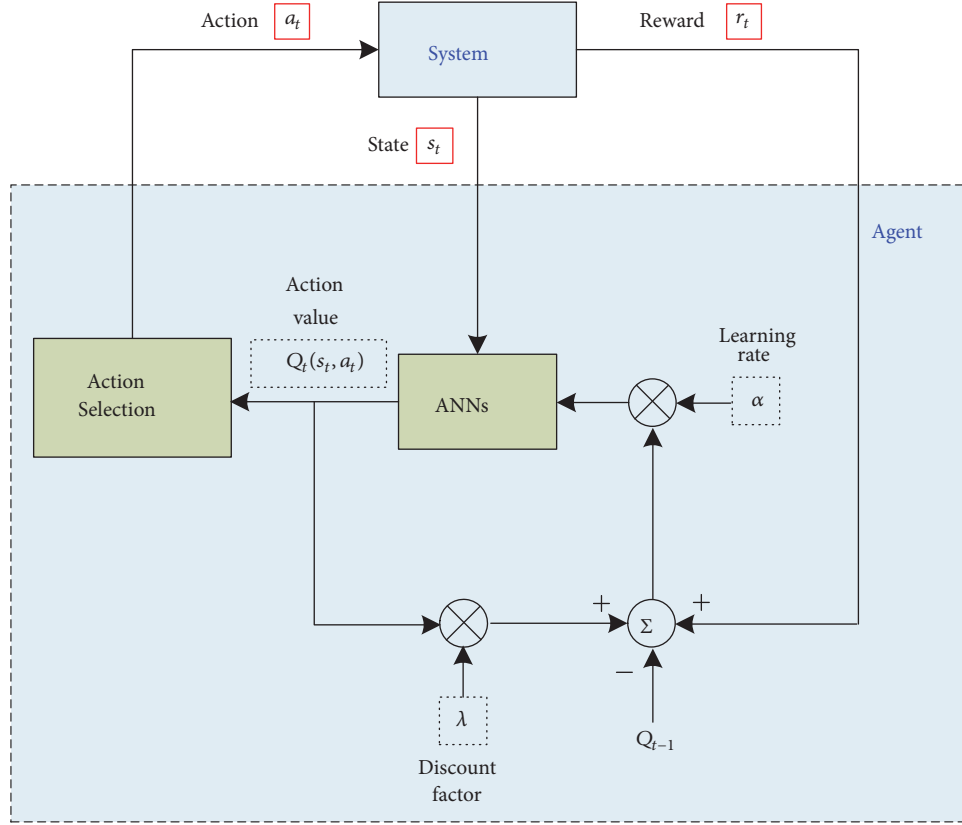 Action a_t
Reward r_t
System
State s_t
Agent
Action
value
Q_t(s_t, a_t)
Learning
rate
α
Action
Selection
ANNs
+
+
Σ
−
λ
Q_{t−1}
Discount
factor